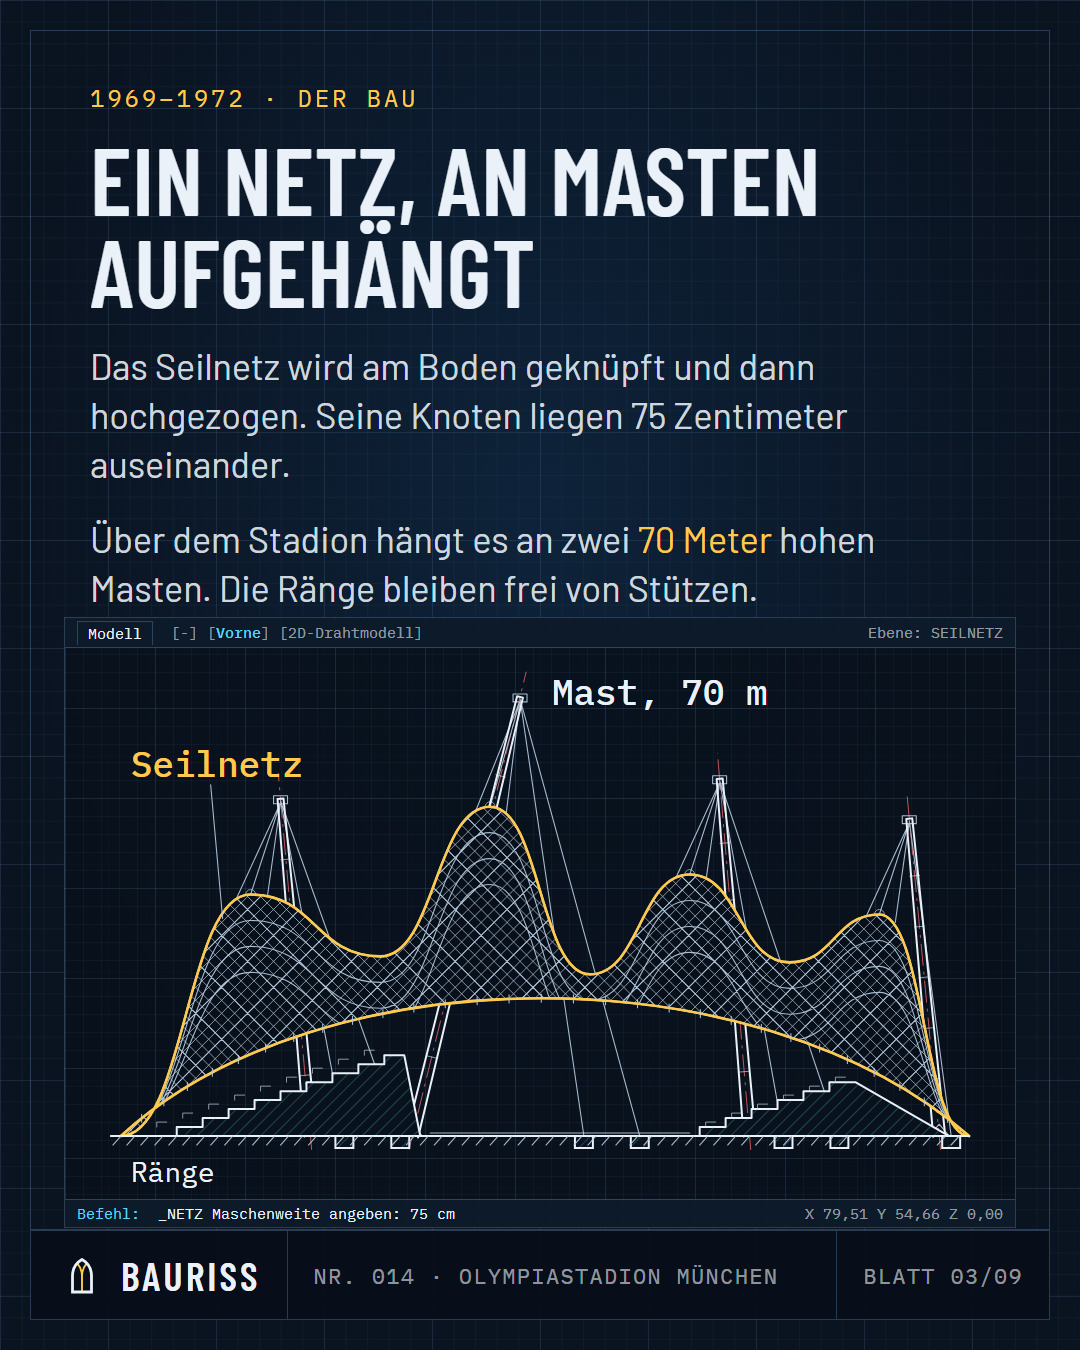 1969–1972 · DER BAU
EIN NETZ, AN MASTEN
AUFGEHÄNGT
Das Seilnetz wird am Boden geknüpft und dann
hochgezogen. Seine Knoten liegen 75 Zentimeter
auseinander.
Über dem Stadion hängt es an zwei 70 Meter hohen
Masten. Die Ränge bleiben frei von Stützen.
Modell [-] [Vorne] [2D-Drahtmodell] Ebene: SEILNETZ
Mast, 70 m
Seilnetz
Ränge
Befehl: _NETZ Maschenweite angeben: 75 cm X 79,51 Y 54,66 Z 0,00
BAURISS NR. 014 · OLYMPIASTADION MÜNCHEN BLATT 03/09